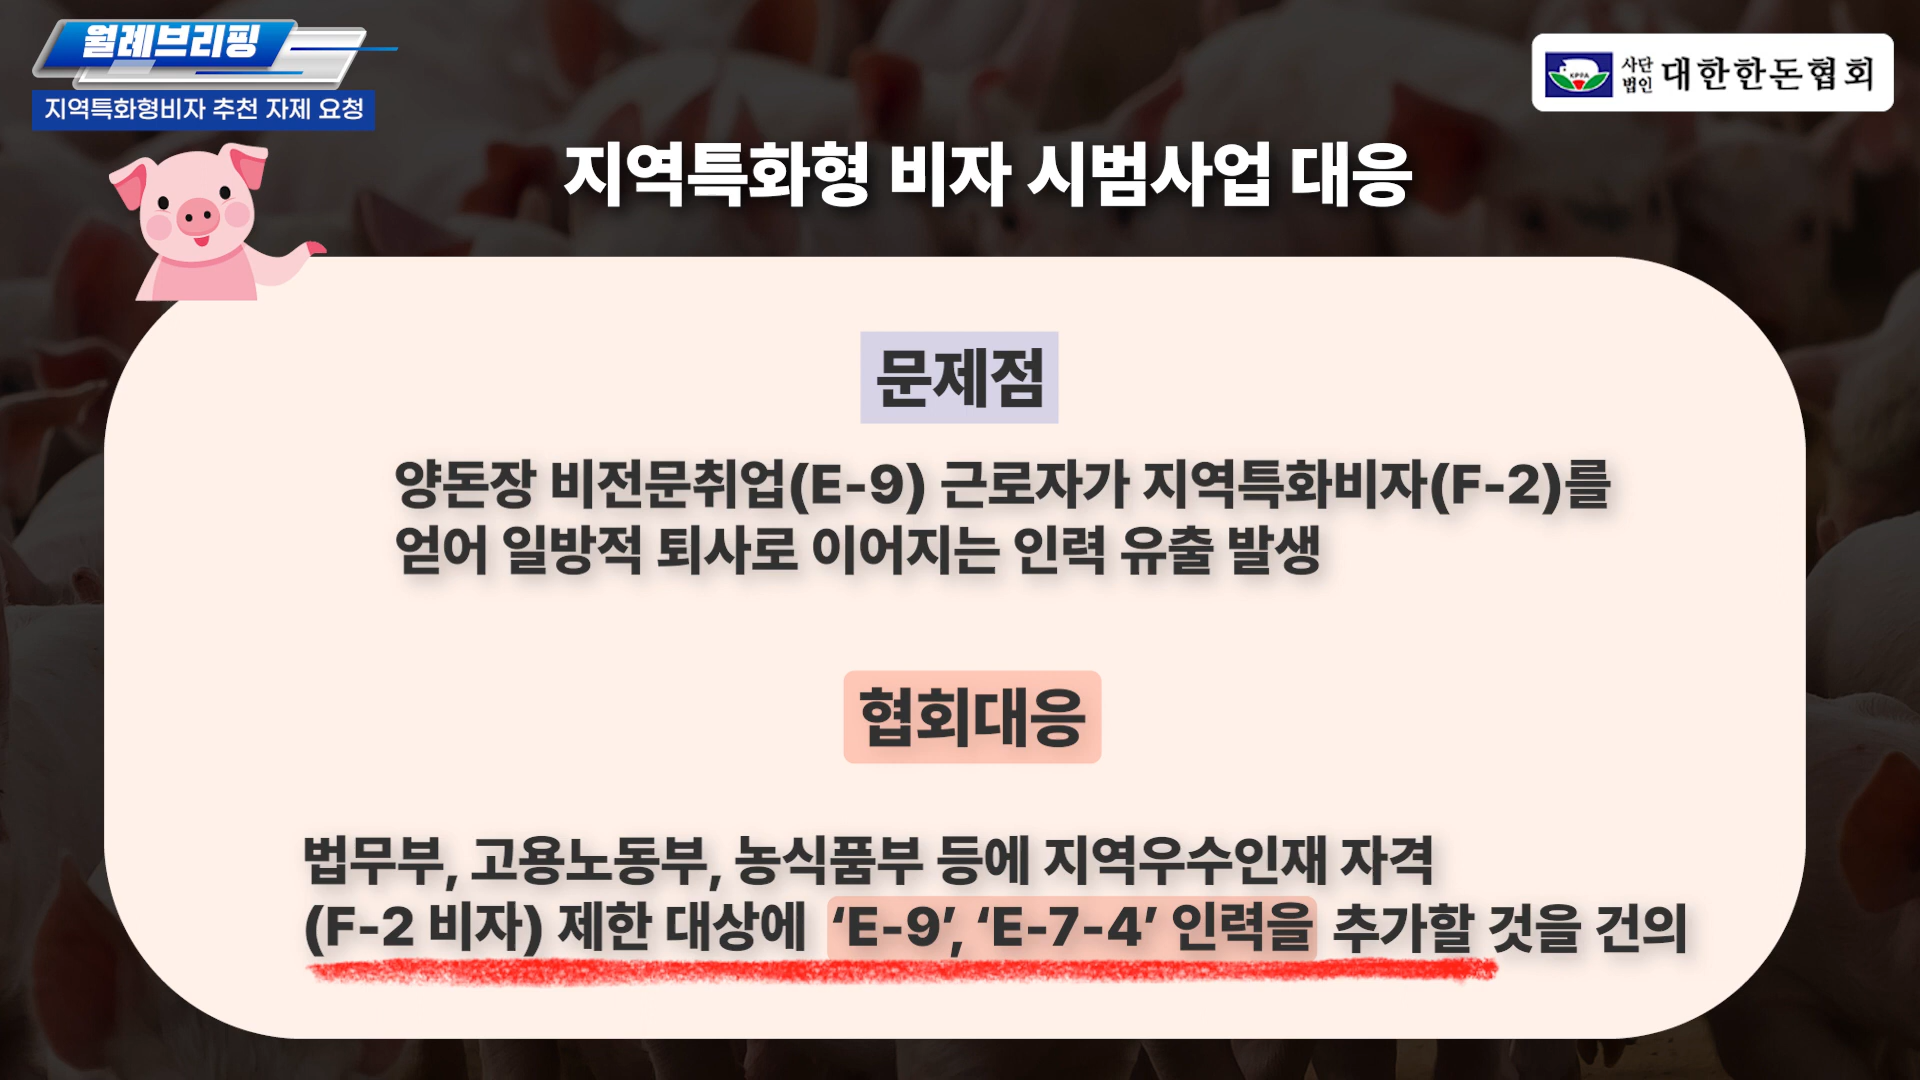 월례브리핑
지역특화형비자 추천 자제 요청
KPPA
사단
법인
대한한돈협회
지역특화형 비자 시범사업 대응
문제점
양돈장 비전문취업(E-9) 근로자가 지역특화비자(F-2)를
얻어 일방적 퇴사로 이어지는 인력 유출 발생
협회대응
법무부, 고용노동부, 농식품부 등에 지역우수인재 자격
(F-2 비자) 제한 대상에 ‘E-9’, ‘E-7-4’ 인력을 추가할 것을 건의